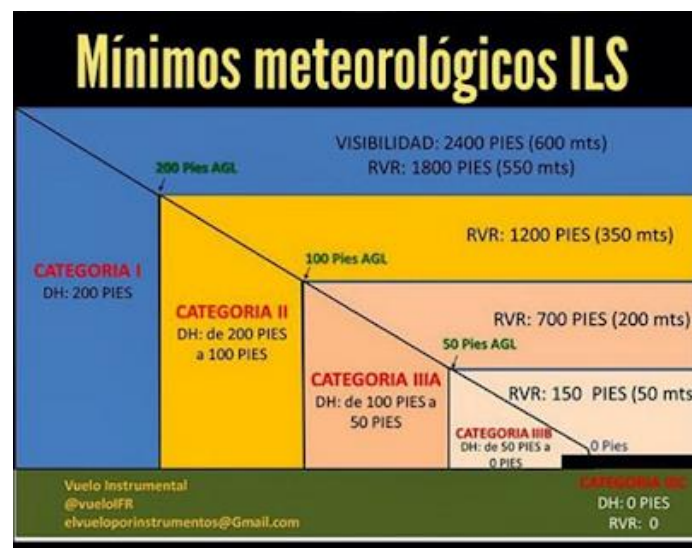 Mínimos meteorológicos ILS
VISIBILIDAD: 2400 PIES (600 mts)
RVR: 1800 PIES (550 mts)
200 Pies AGL
RVR: 1200 PIES (350 mts)
100 Pies AGL
CATEGORIA I
DH: 200 PIES
CATEGORIA II
DH: de 200 PIES
a 100 PIES
RVR: 700 PIES (200 mts)
50 Pies AGL
CATEGORIA IIIA
DH: de 100 PIES a
50 PIES
RVR: 150 PIES (50 mts
CATEGORIA IIIB
DH: de 50 PIES a
0 PIES
0 Pies
CATEGORIA IIIC
DH: 0 PIES
RVR: 0
Vuelo Instrumental
@vueloIFR
elvueloporinstrumentos@Gmail.com